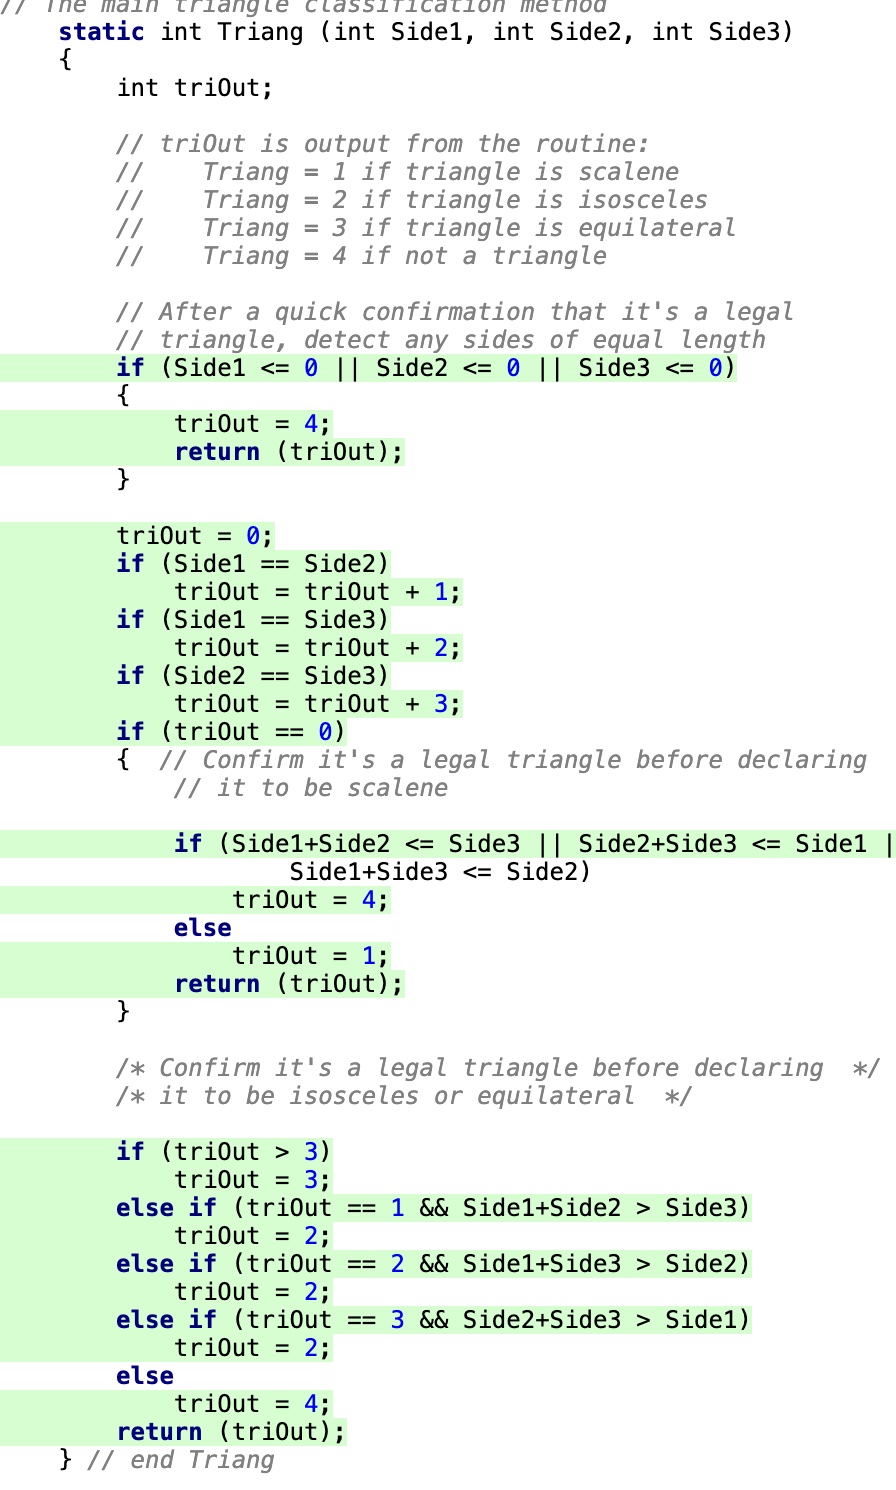 // The main triangle classification method
static int Triang (int Side1, int Side2, int Side3)
{
int triOut;
// triOut is output from the routine:
// Triang = 1 if triangle is scalene
// Triang = 2 if triangle is isosceles
// Triang = 3 if triangle is equilateral
// Triang = 4 if not a triangle
// After a quick confirmation that it's a legal
// triangle, detect any sides of equal length
if (Side1 <= 0 || Side2 <= 0 || Side3 <= 0)
{
triOut = 4;
return (triOut);
}
triOut = 0;
if (Side1 == Side2)
triOut = triOut + 1;
if (Side1 == Side3)
triOut = triOut + 2;
if (Side2 == Side3)
triOut = triOut + 3;
if (triOut == 0)
{ // Confirm it's a legal triangle before declaring
// it to be scalene
if (Side1+Side2 <= Side3 || Side2+Side3 <= Side1 |
Side1+Side3 <= Side2)
triOut = 4;
else
triOut = 1;
return (triOut);
}
/* Confirm it's a legal triangle before declaring */
/* it to be isosceles or equilateral */
if (triOut > 3)
triOut = 3;
else if (triOut == 1 && Side1+Side2 > Side3)
triOut = 2;
else if (triOut == 2 && Side1+Side3 > Side2)
triOut = 2;
else if (triOut == 3 && Side2+Side3 > Side1)
triOut = 2;
else
triOut = 4;
return (triOut);
} // end Triang